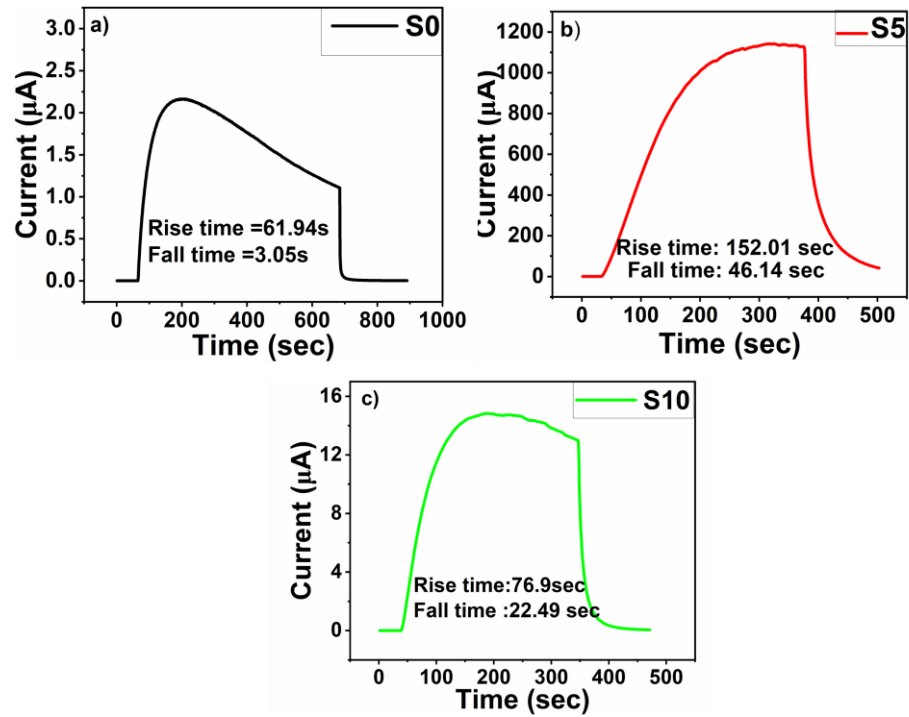 a)
S0
3.0
2.5
2.0
1.5
1.0
0.5
0.0
Current (μA)
Rise time =61.94s
Fall time =3.05s
0 200 400 600 800 1000
Time (sec)
b)
S5
1200
1000
800
600
400
200
0
Current (μA)
Rise time: 152.01 sec
Fall time: 46.14 sec
0 100 200 300 400 500
Time (sec)
c)
S10
16
12
8
4
0
Current (μA)
Rise time:76.9sec
Fall time :22.49 sec
0 100 200 300 400 500
Time (sec)